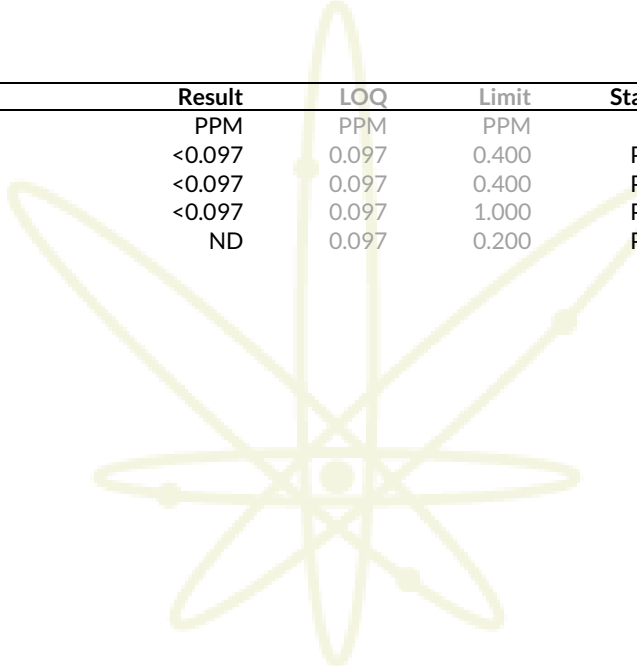 Result LOQ Limit Sta
PPM PPM PPM
<0.097 0.097 0.400 P
<0.097 0.097 0.400 P
<0.097 0.097 1.000 P
ND 0.097 0.200 P